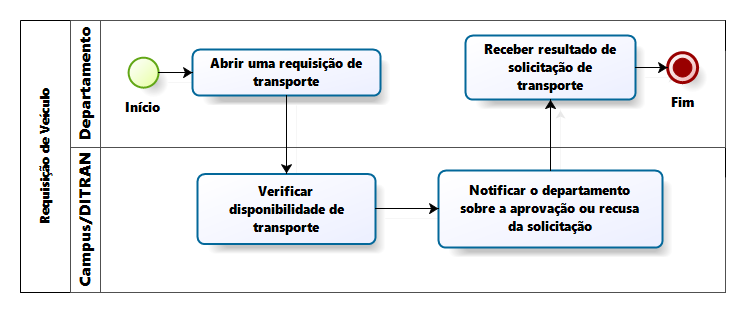 Requisição de Veículo
Departamento
Início
Abrir uma requisição de
transporte
Receber resultado de
solicitação de
transporte
Fim
Campus/DITRAN
Verificar
disponibilidade de
transporte
Notificar o departamento
sobre a aprovação ou recusa
da solicitação